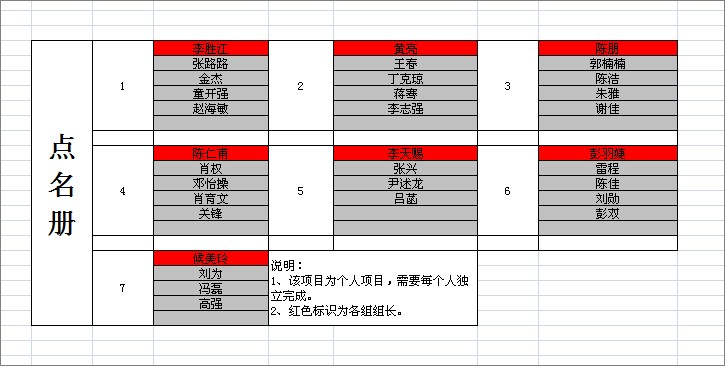 点名册
1
李胜江
张路路
金杰
童开强
赵海敏
2
黄亮
王春
丁克琼
蒋骞
李志强
3
陈朋
郭楠楠
陈浩
朱雅
谢佳
4
陈仁甫
肖权
邓怡操
肖育文
关锋
5
李天赐
张兴
尹述龙
吕菡
6
彭羽婕
雷程
陈佳
刘勋
彭双
7
候美玲
刘为
冯磊
高强
说明：
1、该项目为个人项目，需要每个人独
立完成。
2、红色标识为各组组长。